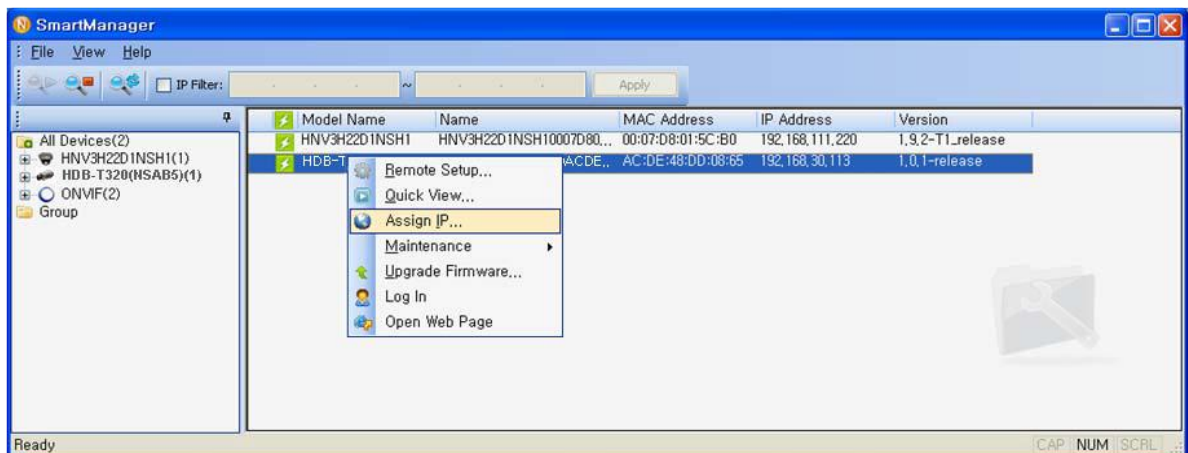 SmartManager
File View Help
IP Filter: . . . ~ . . . Apply
All Devices(2)
HNV3H22D1NSH1(1)
HDB-T320(NSAB5)(1)
ONVIF(2)
Group
Model Name Name MAC Address IP Address Version
HNV3H22D1NSH1 HNV3H22D1NSH10007D80... 00:07:D8:01:5C:B0 192,168,111,220 1,9,2-T1_release
HDB-T ACDE... AC:DE:48:DD:08:65 192,168,30,113 1,0,1-release
Remote Setup...
Quick View...
Assign IP...
Maintenance
Upgrade Firmware...
Log In
Open Web Page
Ready CAP NUM SCRL